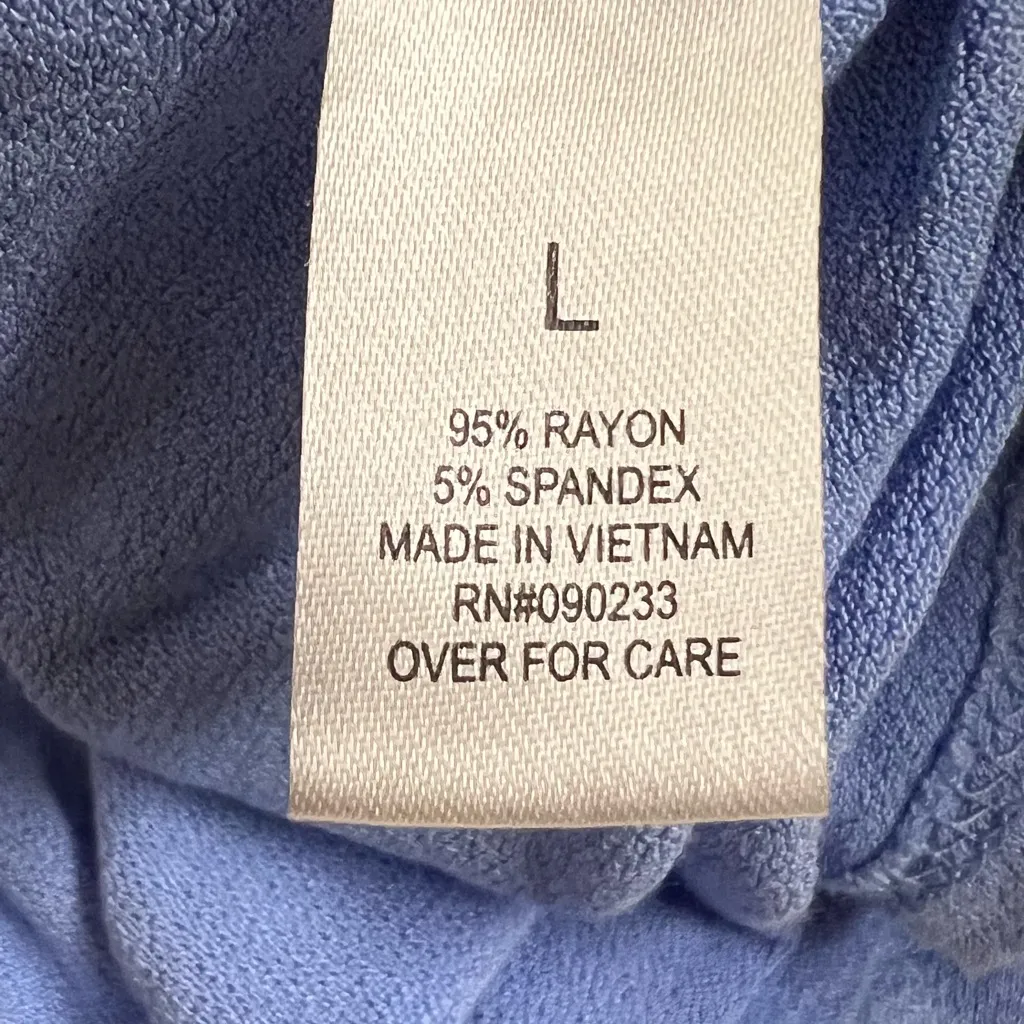 L
95% RAYON
5% SPANDEX
MADE IN VIETNAM
RN#090233
OVER FOR CARE